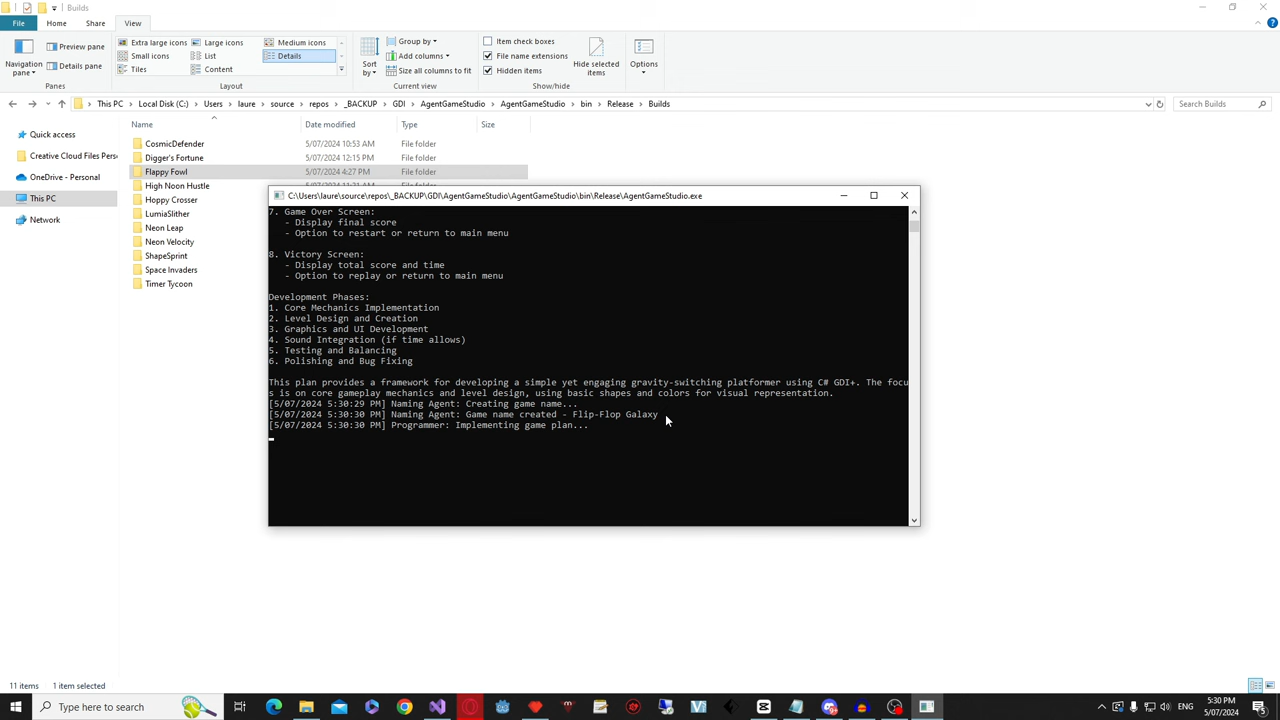 Builds
File Home Share View
Navigation pane
Preview pane
Details pane
Panes
Extra large icons Large icons Medium icons
Small icons List Details
Tiles Content
Layout
Sort by
Group by
Add columns
Size all columns to fit
Current view
Item check boxes
File name extensions
Hidden items
Hide selected items
Show/hide
Options
This PC Local Disk (C:) Users laure source repos _BACKUP GDI AgentGameStudio AgentGameStudio bin Release Builds
Search Builds
Quick access
Creative Cloud Files Pers
OneDrive - Personal
This PC
Network
Name Date modified Type Size
CosmicDefender 5/07/2024 10:53 AM File folder
Digger's Fortune 5/07/2024 12:15 PM File folder
Flappy Fowl 5/07/2024 4:27 PM File folder
High Noon Hustle
Hoppy Crosser
LumiaSlither
Neon Leap
Neon Velocity
ShapeSprint
Space Invaders
Timer Tycoon
C:\Users\laure\source\repos\_BACKUP\GDI\AgentGameStudio\AgentGameStudio\bin\Release\AgentGameStudio.exe
7. Game Over Screen:
- Display final score
- Option to restart or return to main menu
8. Victory Screen:
- Display total score and time
- Option to replay or return to main menu
Development Phases:
1. Core Mechanics Implementation
2. Level Design and Creation
3. Graphics and UI Development
4. Sound Integration (if time allows)
5. Testing and Balancing
6. Polishing and Bug Fixing
This plan provides a framework for developing a simple yet engaging gravity-switching platformer using C# GDI+. The focu
s is on core gameplay mechanics and level design, using basic shapes and colors for visual representation.
[5/07/2024 5:30:29 PM] Naming Agent: Creating game name...
[5/07/2024 5:30:30 PM] Naming Agent: Game name created - Flip-Flop Galaxy
[5/07/2024 5:30:30 PM] Programmer: Implementing game plan...
11 items 1 item selected
Type here to search
ENG
5:30 PM
5/07/2024